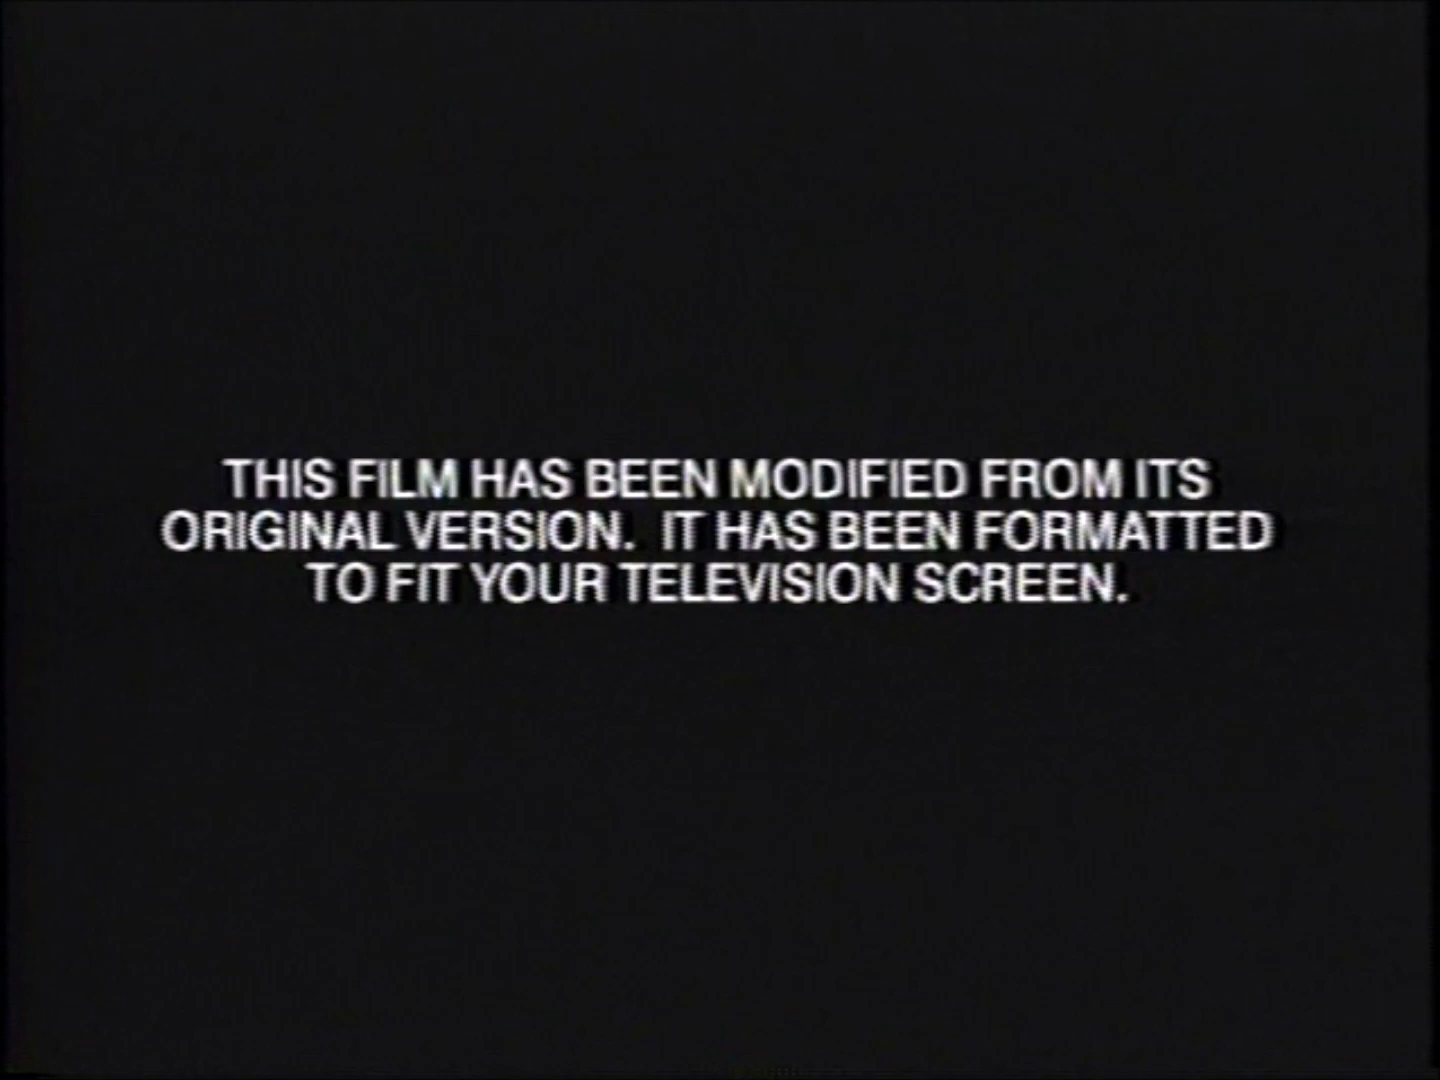 THIS FILM HAS BEEN MODIFIED FROM ITS
ORIGINAL VERSION.  IT HAS BEEN FORMATTED
TO FIT YOUR TELEVISION SCREEN.